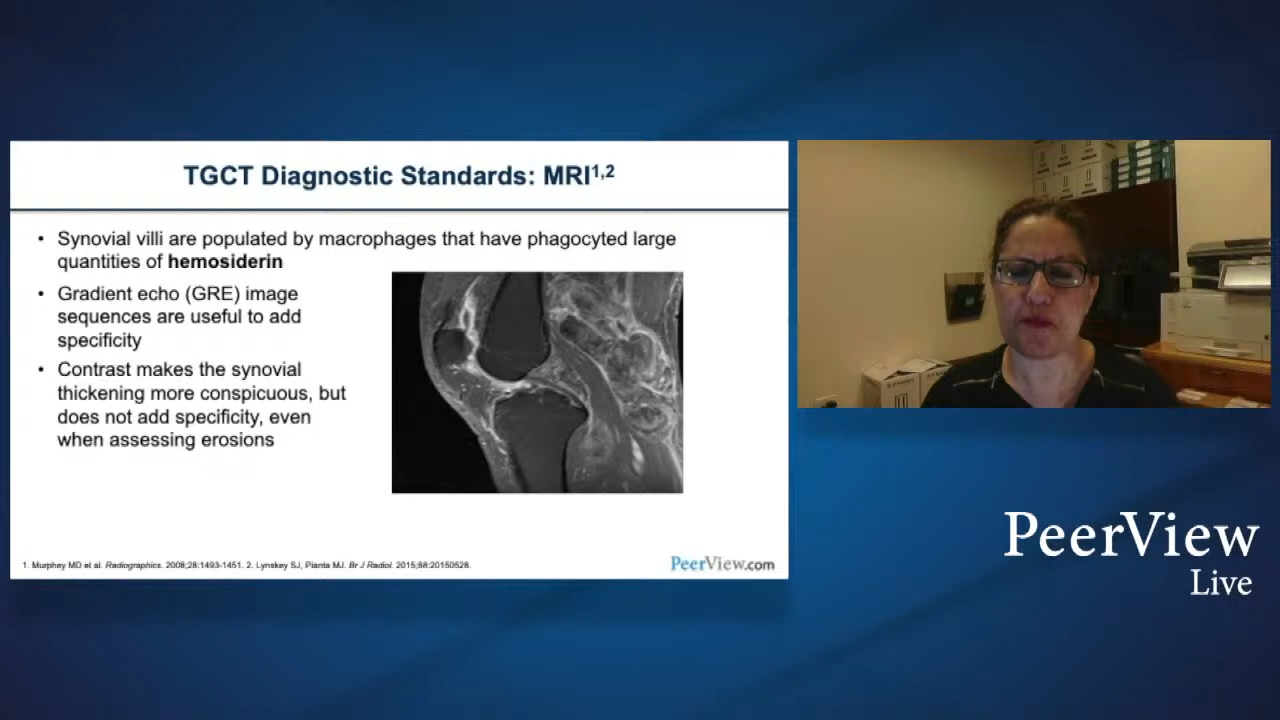 TGCT Diagnostic Standards: MRI1,2
• Synovial villi are populated by macrophages that have phagocyted large
quantities of hemosiderin
• Gradient echo (GRE) image
sequences are useful to add
specificity
• Contrast makes the synovial
thickening more conspicuous, but
does not add specificity, even
when assessing erosions
1. Murphey MD et al. Radiographics. 2008;28:1493-1451. 2. Lynskey SJ, Pianta MJ. Br J Radiol. 2015;88:20150528.
PeerView.com
PeerView
Live